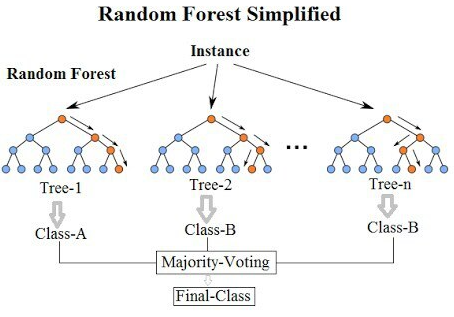 Random Forest Simplified
Instance
Random Forest
...
Tree-1
Tree-2
Tree-n
Class-A
Class-B
Class-B
Majority-Voting
Final-Class